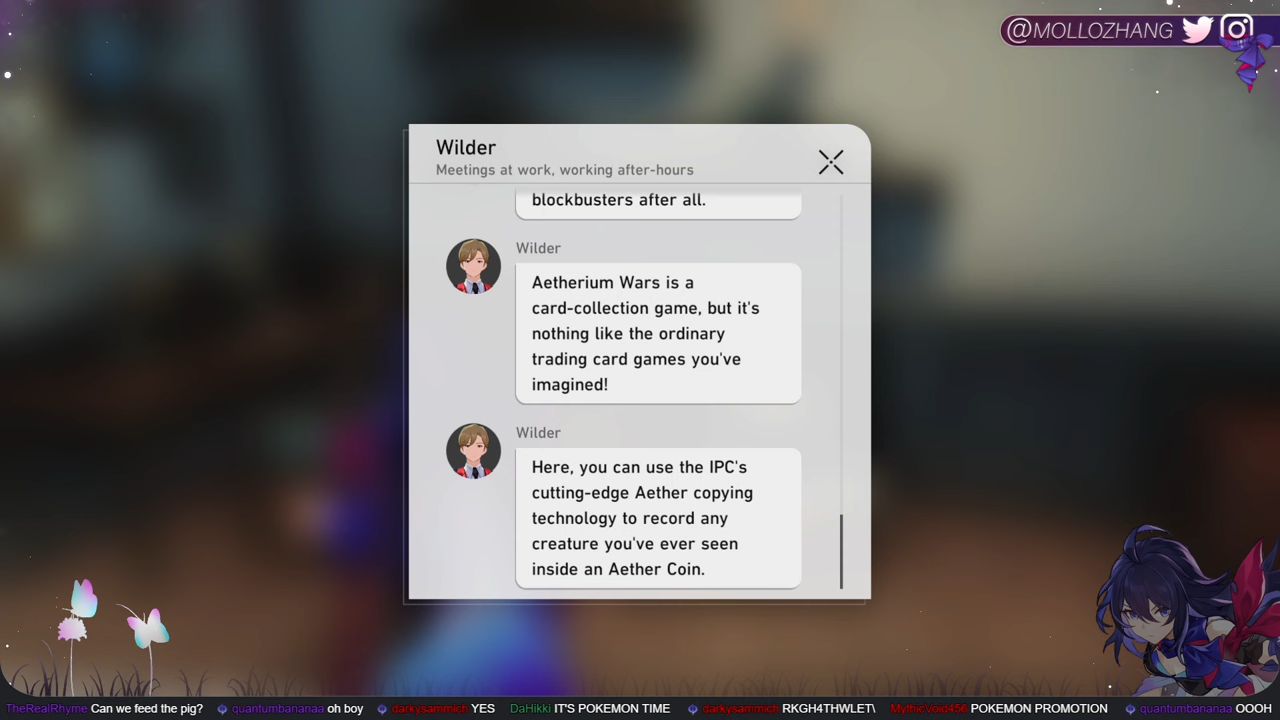 @MOLLOZHANG
Wilder
Meetings at work, working after-hours
blockbusters after all.
Wilder
Aetherium Wars is a
card-collection game, but it's
nothing like the ordinary
trading card games you've
imagined!
Wilder
Here, you can use the IPC's
cutting-edge Aether copying
technology to record any
creature you've ever seen
inside an Aether Coin.
TheRealRhyme Can we feed the pig? quantumbananaa oh boy darkysammich YES DaHikki IT'S POKEMON TIME darkysammich RKGH4THWLET\ MythicVoid456 POKEMON PROMOTION quantumbananaa OOOH